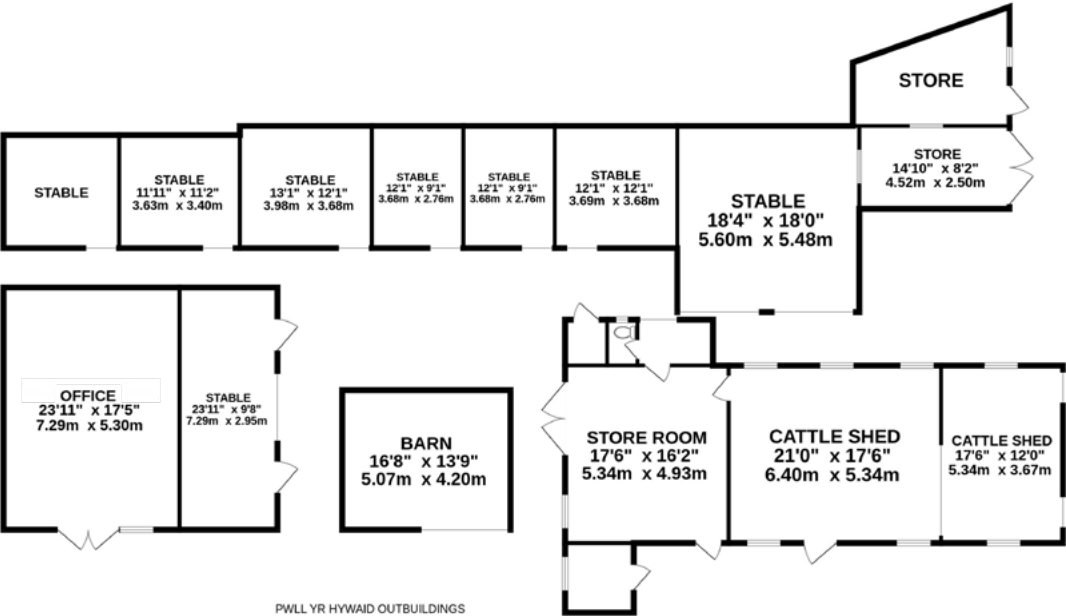 STORE
STORE
14'10" x 8'2"
4.52m x 2.50m
STABLE
STABLE
11'11" x 11'2"
3.63m x 3.40m
STABLE
13'1" x 12'1"
3.98m x 3.68m
STABLE
12'1" x 9'1"
3.68m x 2.76m
STABLE
12'1" x 9'1"
3.68m x 2.76m
STABLE
12'1" x 12'1"
3.69m x 3.68m
STABLE
18'4" x 18'0"
5.60m x 5.48m
OFFICE
23'11" x 17'5"
7.29m x 5.30m
STABLE
23'11" x 9'8"
7.29m x 2.95m
BARN
16'8" x 13'9"
5.07m x 4.20m
STORE ROOM
17'6" x 16'2"
5.34m x 4.93m
CATTLE SHED
21'0" x 17'6"
6.40m x 5.34m
CATTLE SHED
17'6" x 12'0"
5.34m x 3.67m
PWLL YR HYWAID OUTBUILDINGS